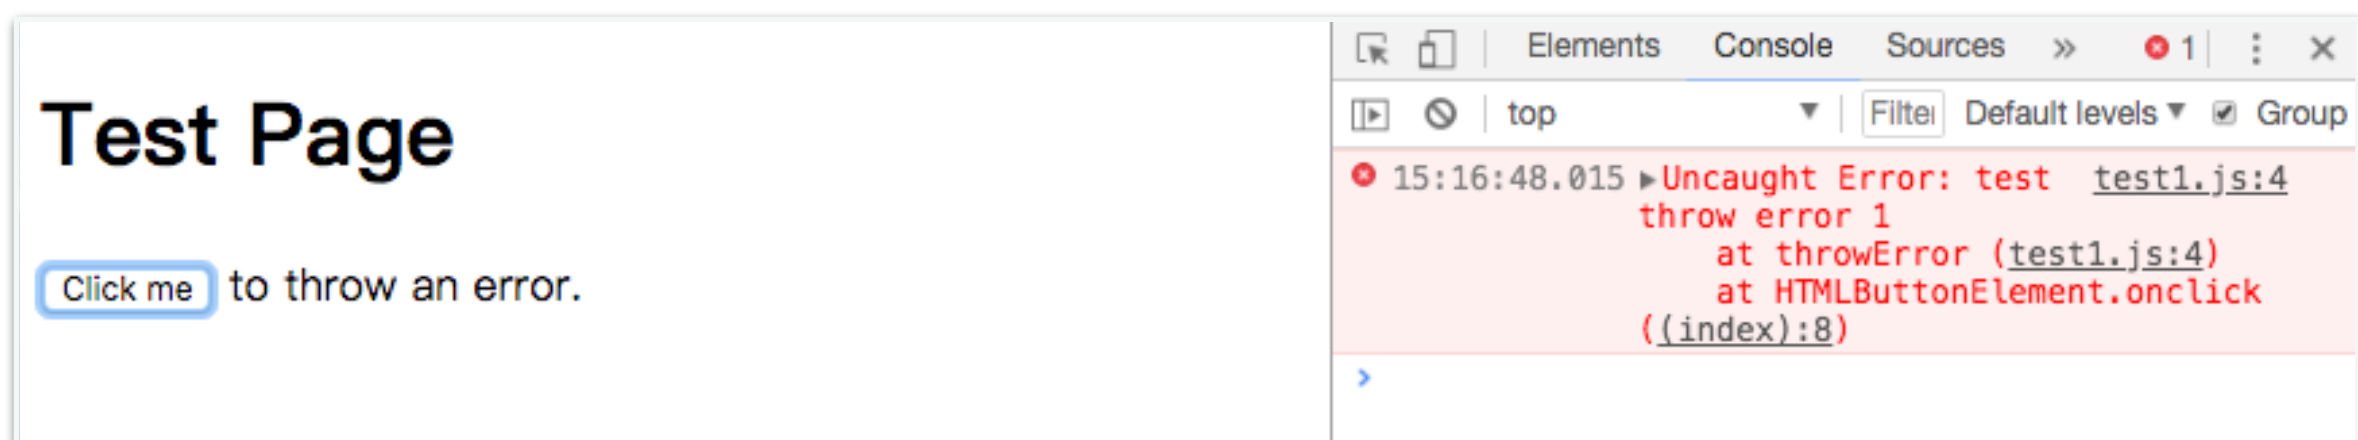 Test Page
Click me to throw an error.
Elements Console Sources » 1
top Filter Default levels Group
15:16:48.015 Uncaught Error: test test1.js:4
throw error 1
at throwError (test1.js:4)
at HTMLButtonElement.onclick
((index):8)